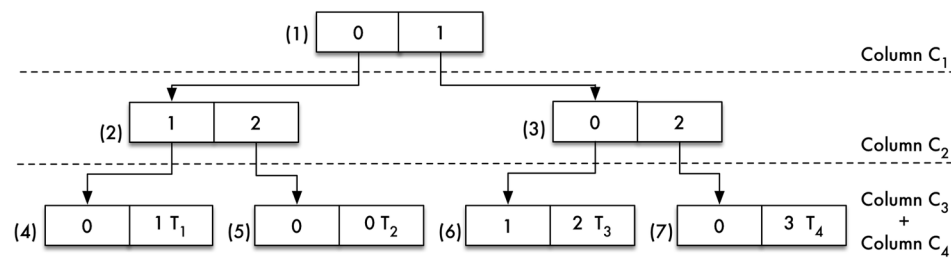 (1) 0 1
Column C1
(2) 1 2 (3) 0 2
Column C2
(4) 0 1 T1 (5) 0 0 T2 (6) 1 2 T3 (7) 0 3 T4
Column C3
+
Column C4